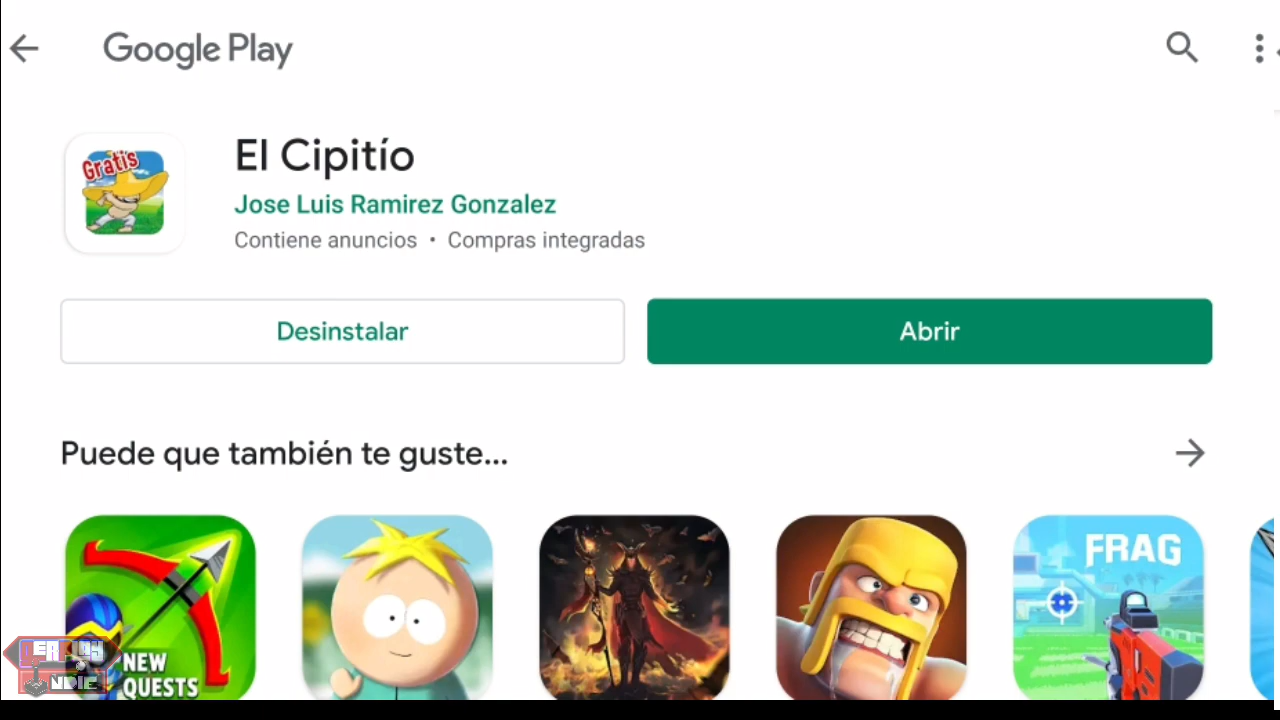 Google Play
Gratis
El Cipitío
Jose Luis Ramirez Gonzalez
Contiene anuncios • Compras integradas
Desinstalar
Abrir
Puede que también te guste...
FRAG
NEW
QUESTS
NDIE